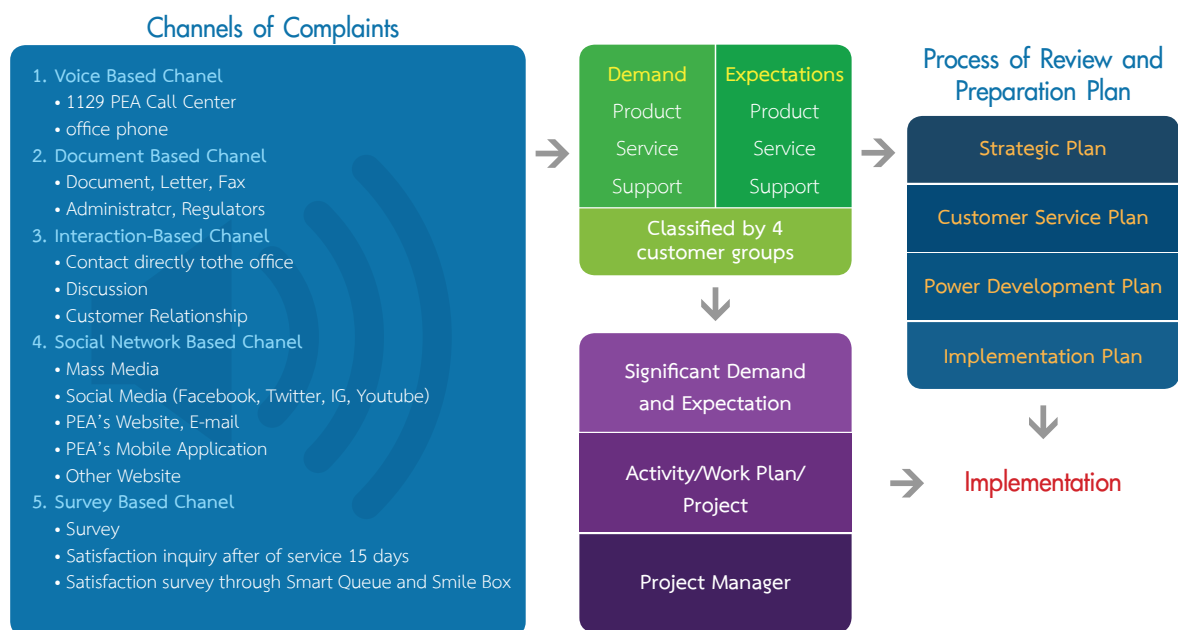 Channels of Complaints
1. Voice Based Chanel
• 1129 PEA Call Center
• office phone
2. Document Based Chanel
• Document, Letter, Fax
• Administratcr, Regulators
3. Interaction-Based Channel
• Contact directly tothe office
• Discussion
• Customer Relationship
4. Social Network Based Channel
• Mass Media
• Social Media (Facebook, Twitter, IG, Youtube)
• PEA's Website, E-mail
• PEA's Mobile Application
• Other Website
5. Survey Based Chanel
• Survey
• Satisfaction inquiry after of service 15 days
• Satisfaction survey through Smart Queue and Smile Box
Demand
Product
Service
Support
Expectations
Product
Service
Support
Classified by 4
customer groups
Significant Demand
and Expectation
Activity/Work Plan/
Project
Project Manager
Process of Review and
Preparation Plan
Strategic Plan
Customer Service Plan
Power Development Plan
Implementation Plan
Implementation